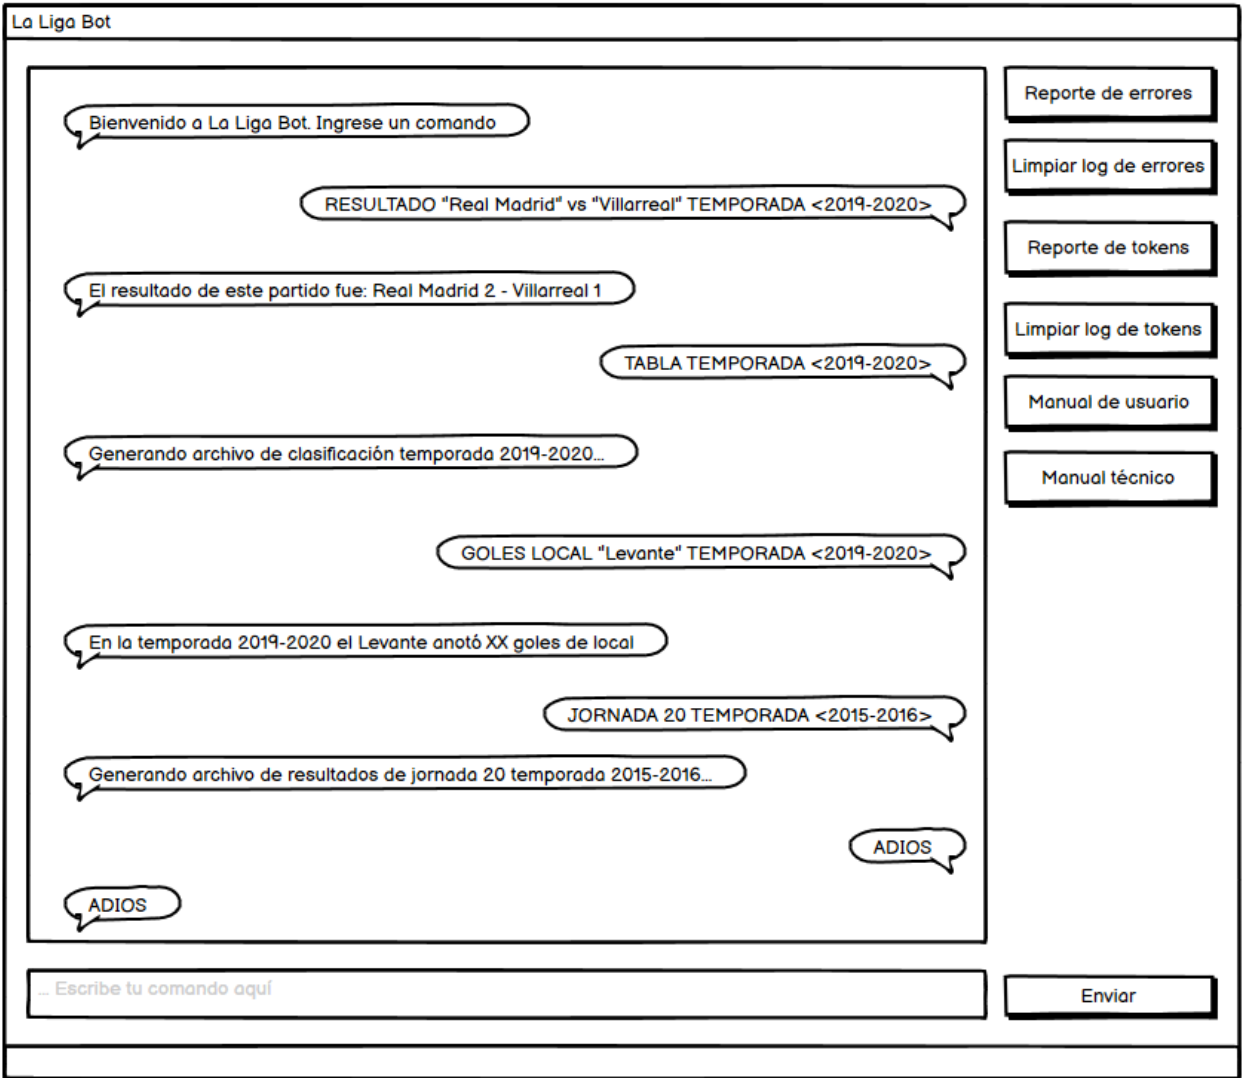 La Liga Bot
Bienvenido a La Liga Bot. Ingrese un comando
RESULTADO "Real Madrid" vs "Villarreal" TEMPORADA <2019-2020>
El resultado de este partido fue: Real Madrid 2 - Villarreal 1
TABLA TEMPORADA <2019-2020>
Generando archivo de clasificación temporada 2019-2020...
GOLES LOCAL "Levante" TEMPORADA <2019-2020>
En la temporada 2019-2020 el Levante anotó XX goles de local
JORNADA 20 TEMPORADA <2015-2016>
Generando archivo de resultados de jornada 20 temporada 2015-2016...
ADIOS
ADIOS
... Escribe tu comando aquí
Reporte de errores
Limpiar log de errores
Reporte de tokens
Limpiar log de tokens
Manual de usuario
Manual técnico
Enviar